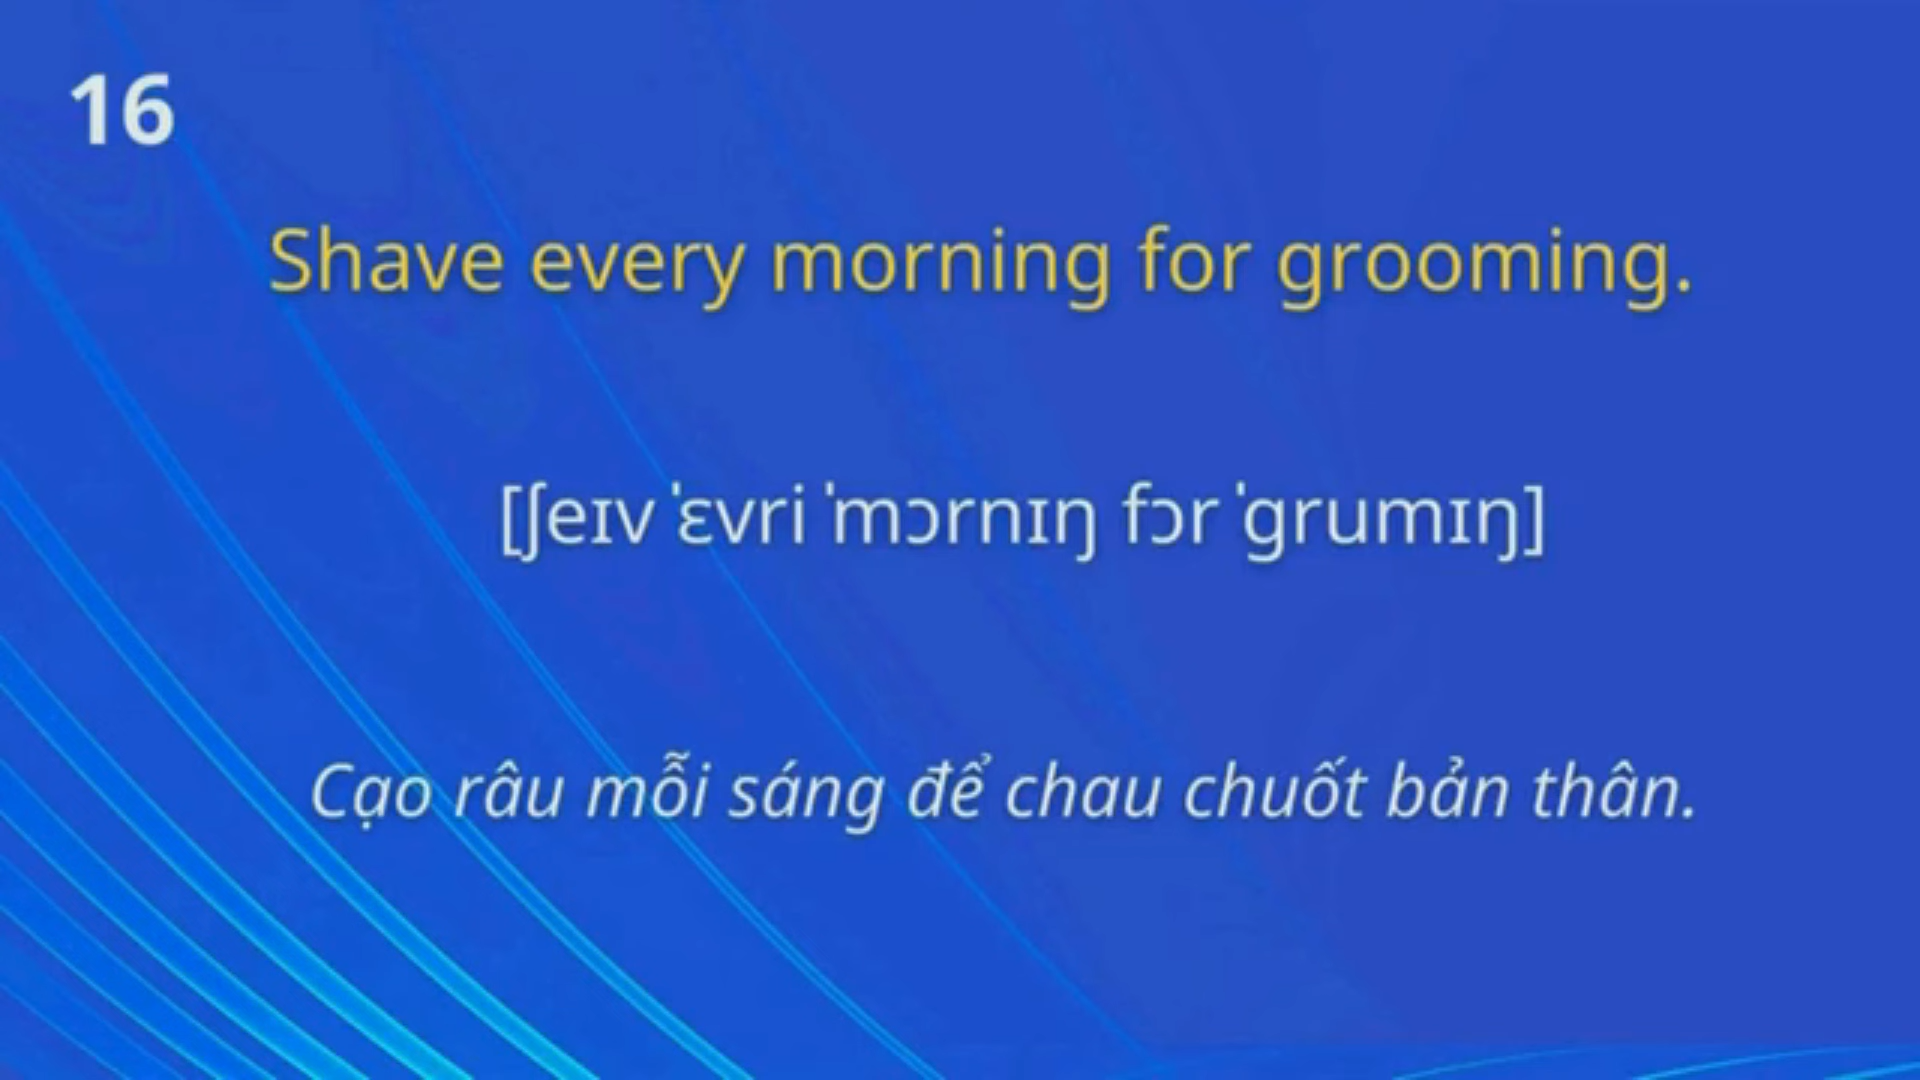 16
Shave every morning for grooming.
[ʃeɪv ˈɛvri ˈmɔrnɪŋ fɔr ˈɡrumɪŋ]
Cạo râu mỗi sáng để chau chuốt bản thân.